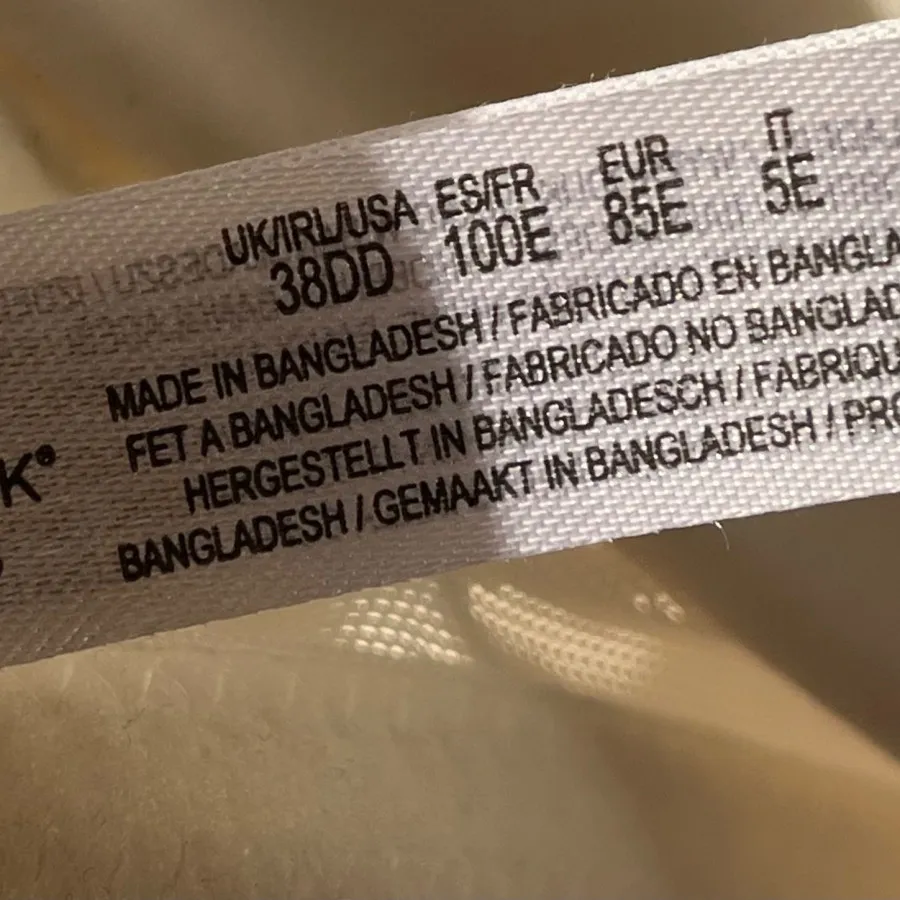 UK/IRL/USA ES/FR EUR IT
38DD 100E 85E 5E
MADE IN BANGLADESH / FABRICADO EN BANGLA
FET A BANGLADESH / FABRICADO NO BANGLAD
HERGESTELLT IN BANGLADESCH / FABRIQU
BANGLADESH / GEMAAKT IN BANGLADESH / PRO
K®